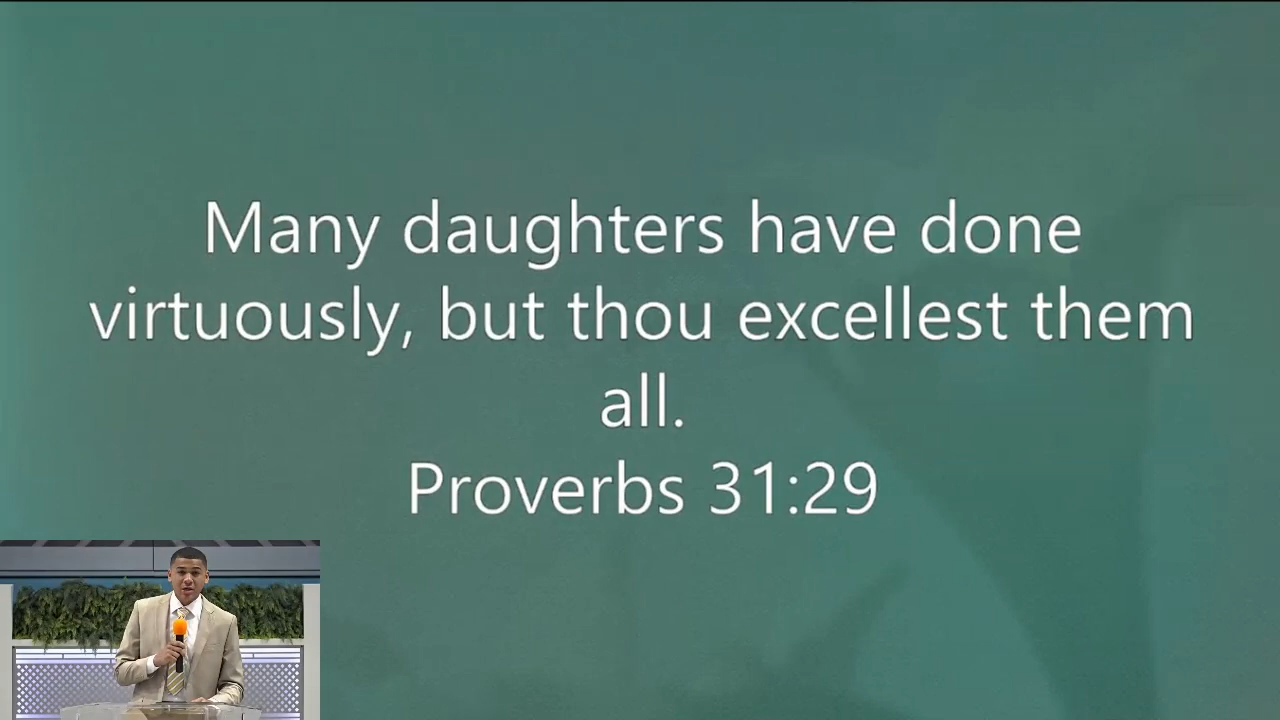 Many daughters have done
virtuously, but thou excellest them
all.
Proverbs 31:29